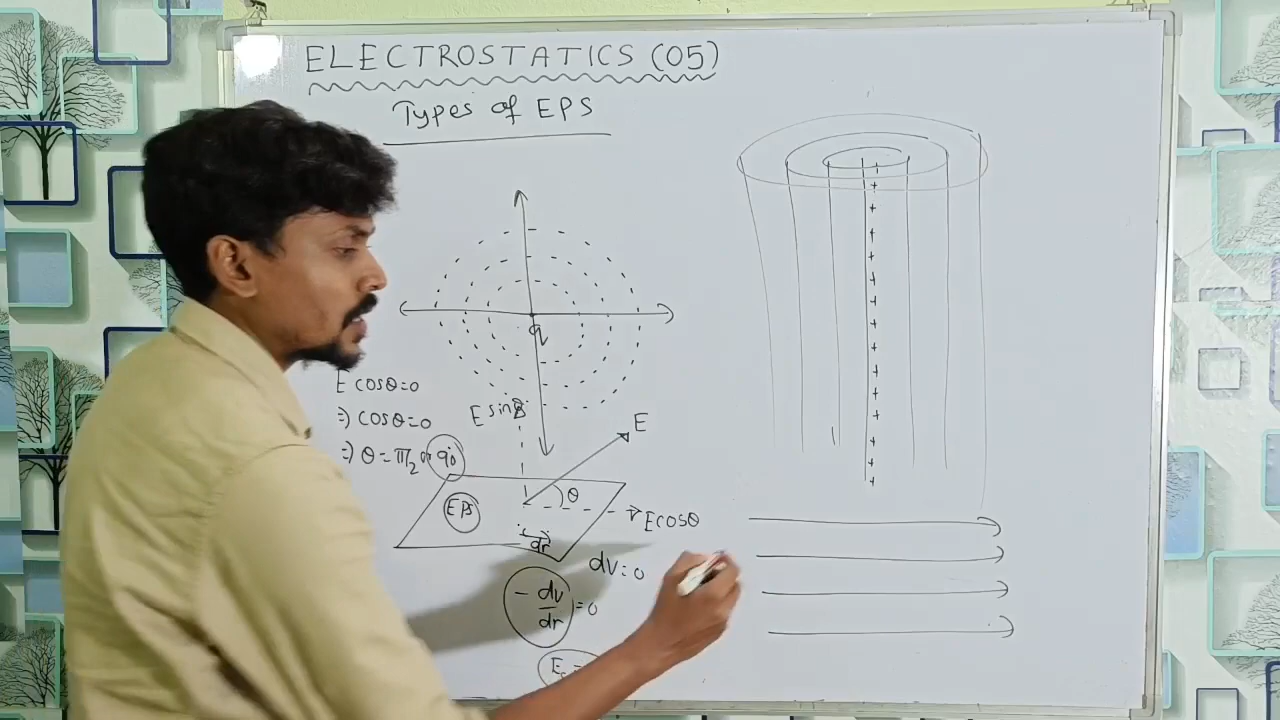 ELECTROSTATICS (05)
Types of EPS
q
E cosθ=0
=) cosθ=0
=) θ= π/2 or 90
E sinθ
E
θ
EPS
E cosθ
dr
dV=0
- dv/dr =0
+
+
+
+
+
+
+
+
+
+
+
+
+